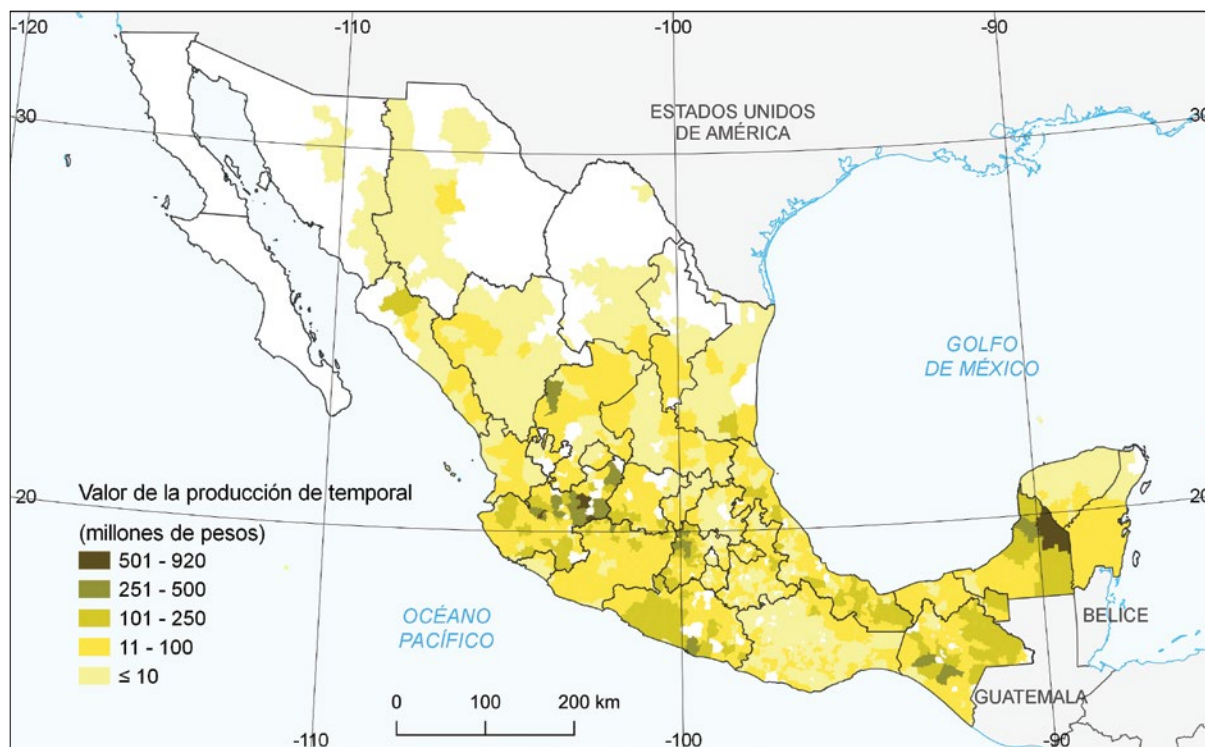 -120
-110
-100
-90
30
30
ESTADOS UNIDOS
DE AMÉRICA
GOLFO
DE MÉXICO
20
20
Valor de la producción de temporal
(millones de pesos)
501 - 920
251 - 500
101 - 250
11 - 100
≤ 10
OCÉANO
PACÍFICO
BELICE
GUATEMALA
0 100 200 km
-110
-100
-90